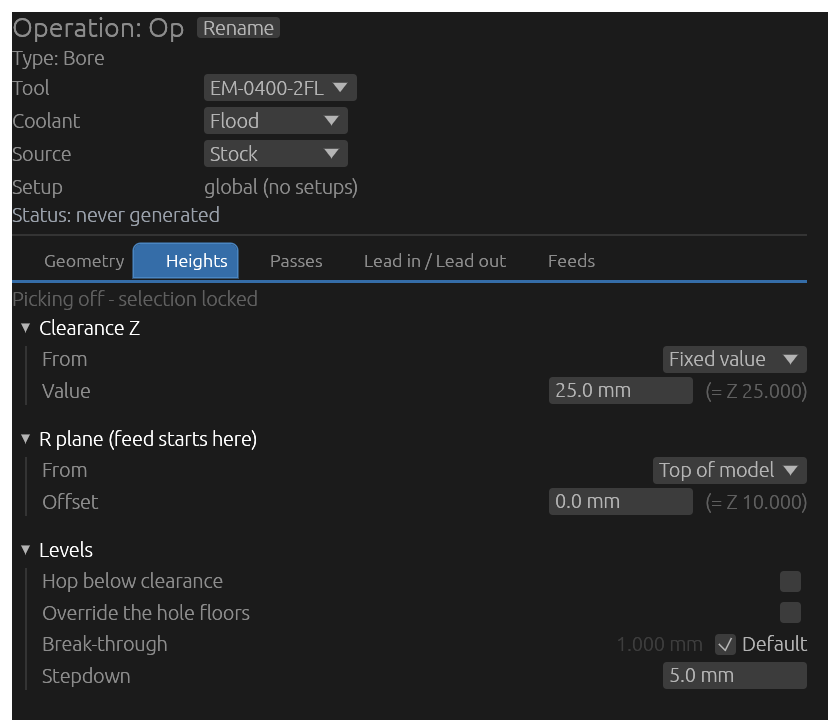 Operation: Op Rename
Type: Bore
Tool EM-0400-2FL
Coolant Flood
Source Stock
Setup global (no setups)
Status: never generated
Geometry Heights Passes Lead in / Lead out Feeds
Picking off - selection locked
Clearance Z
From Fixed value
Value 25.0 mm (= Z 25.000)
R plane (feed starts here)
From Top of model
Offset 0.0 mm (= Z 10.000)
Levels
Hop below clearance
Override the hole floors
Break-through 1.000 mm Default
Stepdown 5.0 mm